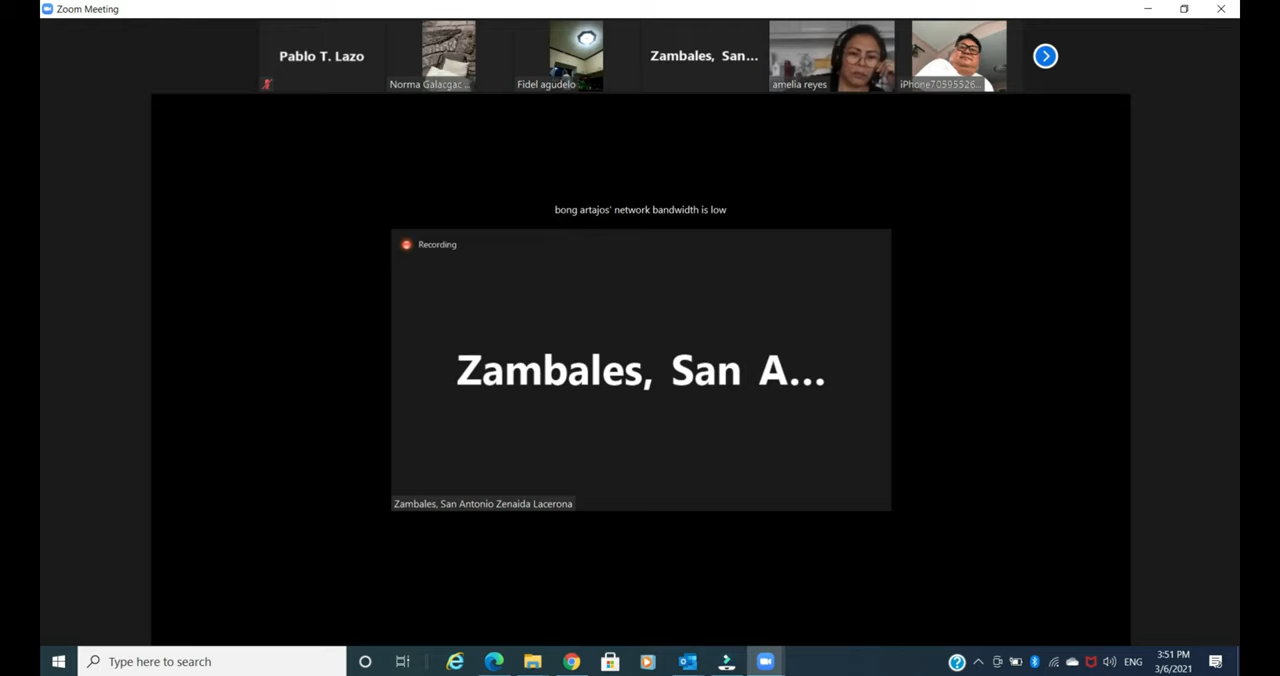 Zoom Meeting
Pablo T. Lazo
Norma Galacgac ...
Fidel agudelo
Zambales, San...
amelia reyes
iPhone70595526...
bong artajos' network bandwidth is low
Recording
Zambales, San A...
Zambales, San Antonio Zenaida Lacerona
Type here to search
ENG
3:51 PM
3/6/2021